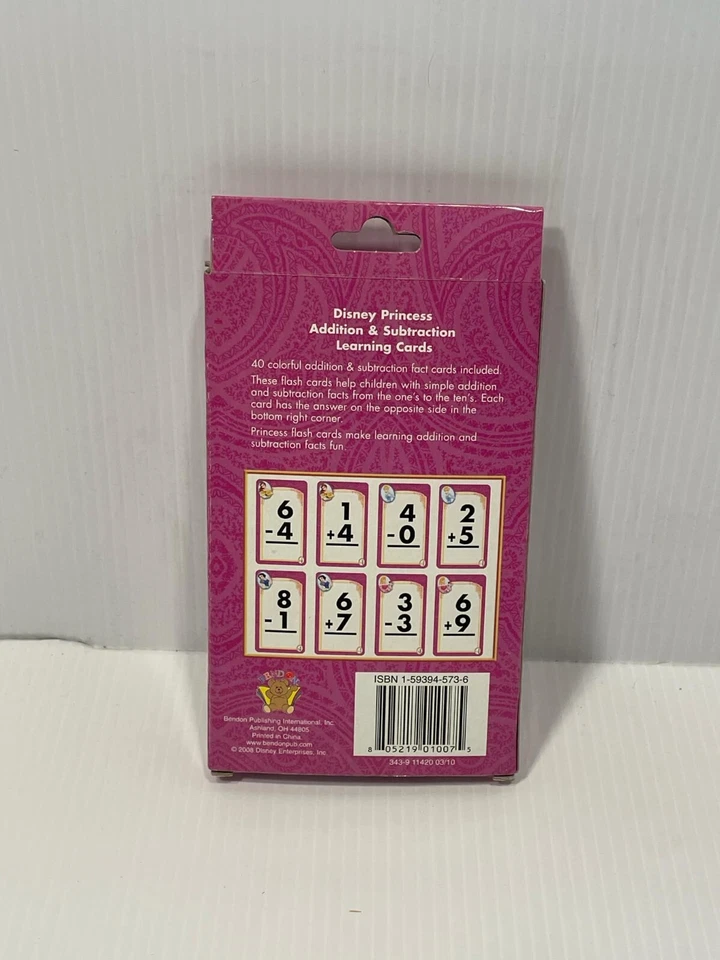 Disney Princess
Addition & Subtraction
Learning Cards
40 colorful addition & subtraction fact cards included.
These flash cards help children with simple addition
and subtraction facts from the one's to the ten's. Each
card has the answer on the opposite side in the
bottom right corner.
Princess flash cards make learning addition and
subtraction facts fun.
6 1 4 2
-4 +4 -0 +5
8 6 3 6
-1 +7 -3 +9
BENDON
Bendon Publishing International, Inc.
Ashland, OH 44805
Printed in China
www.bendonpub.com
© 2008 Disney Enterprises, Inc.
ISBN 1-59394-573-6
8 05219 01007 5
343-9 11420 03/10